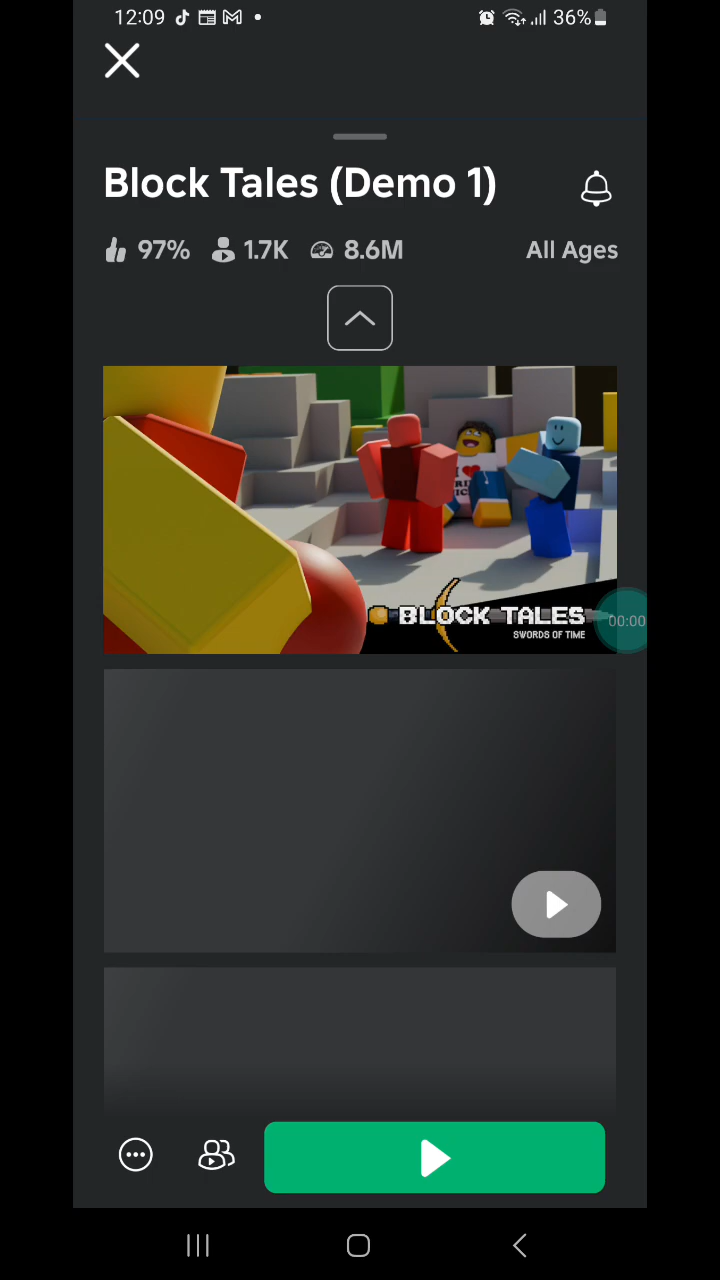 12:09
36%
Block Tales (Demo 1)
97% 1.7K 8.6M All Ages
BLOCK TALES
SWORDS OF TIME
00:00